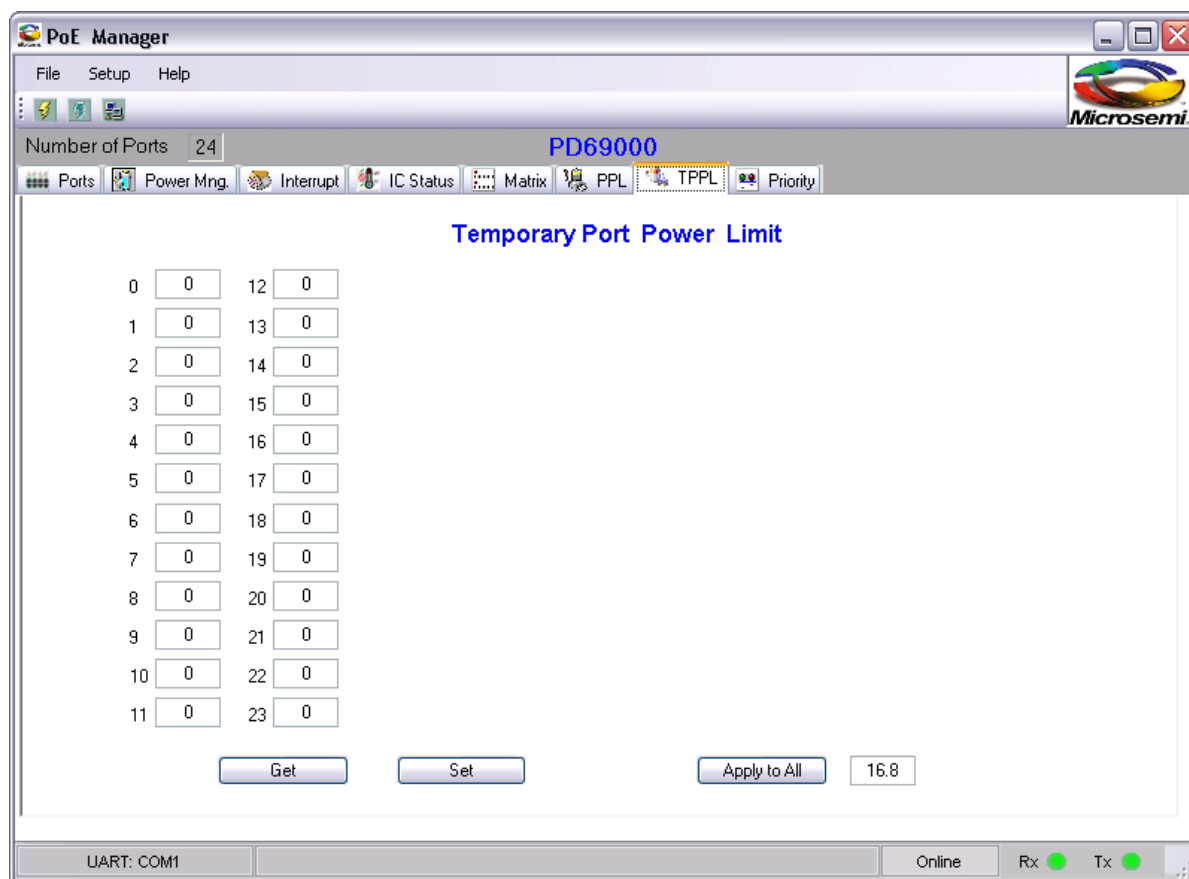 PoE Manager
File Setup Help
Microsemi.
Number of Ports 24
PD69000
Ports Power Mng. Interrupt IC Status Matrix PPL TPPL Priority
Temporary Port Power Limit
0 0 12 0
1 0 13 0
2 0 14 0
3 0 15 0
4 0 16 0
5 0 17 0
6 0 18 0
7 0 19 0
8 0 20 0
9 0 21 0
10 0 22 0
11 0 23 0
Get Set Apply to All 16.8
UART: COM1 Online Rx Tx